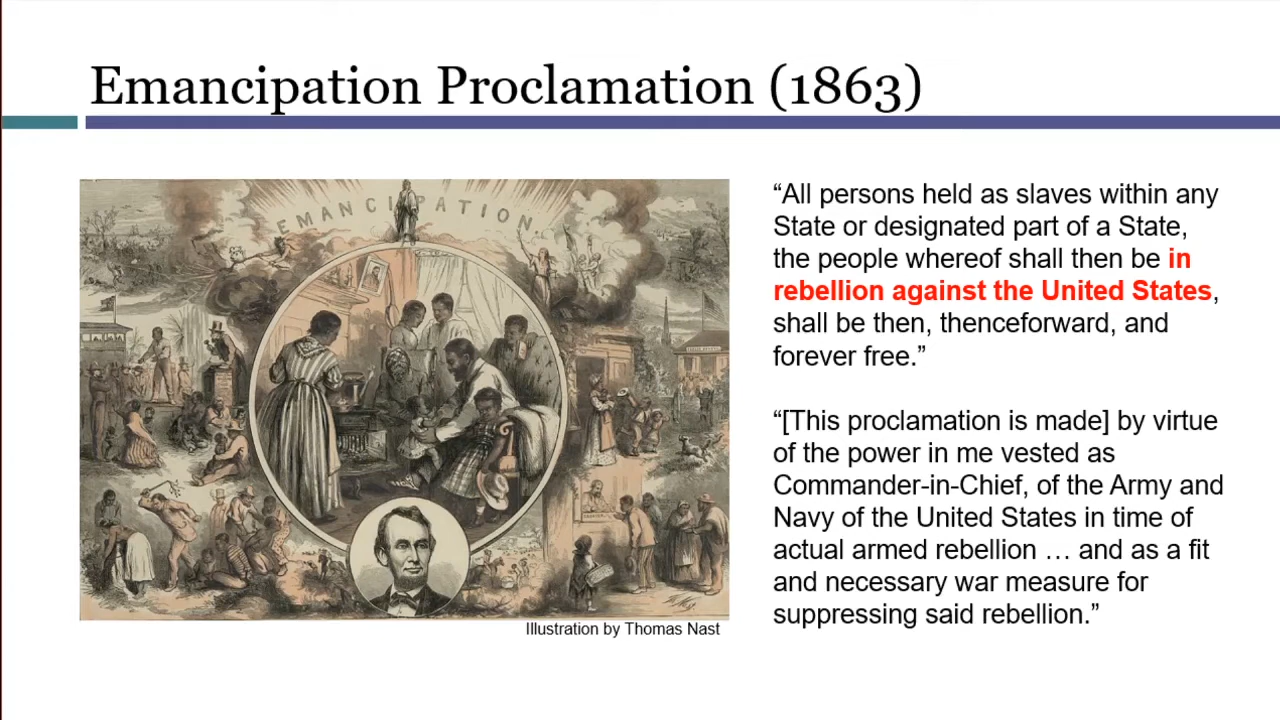 Emancipation Proclamation (1863)
EMANCIPATION
“All persons held as slaves within any
State or designated part of a State,
the people whereof shall then be in
rebellion against the United States,
shall be then, thenceforward, and
forever free.”
“[This proclamation is made] by virtue
of the power in me vested as
Commander-in-Chief, of the Army and
Navy of the United States in time of
actual armed rebellion … and as a fit
and necessary war measure for
suppressing said rebellion.”
Illustration by Thomas Nast